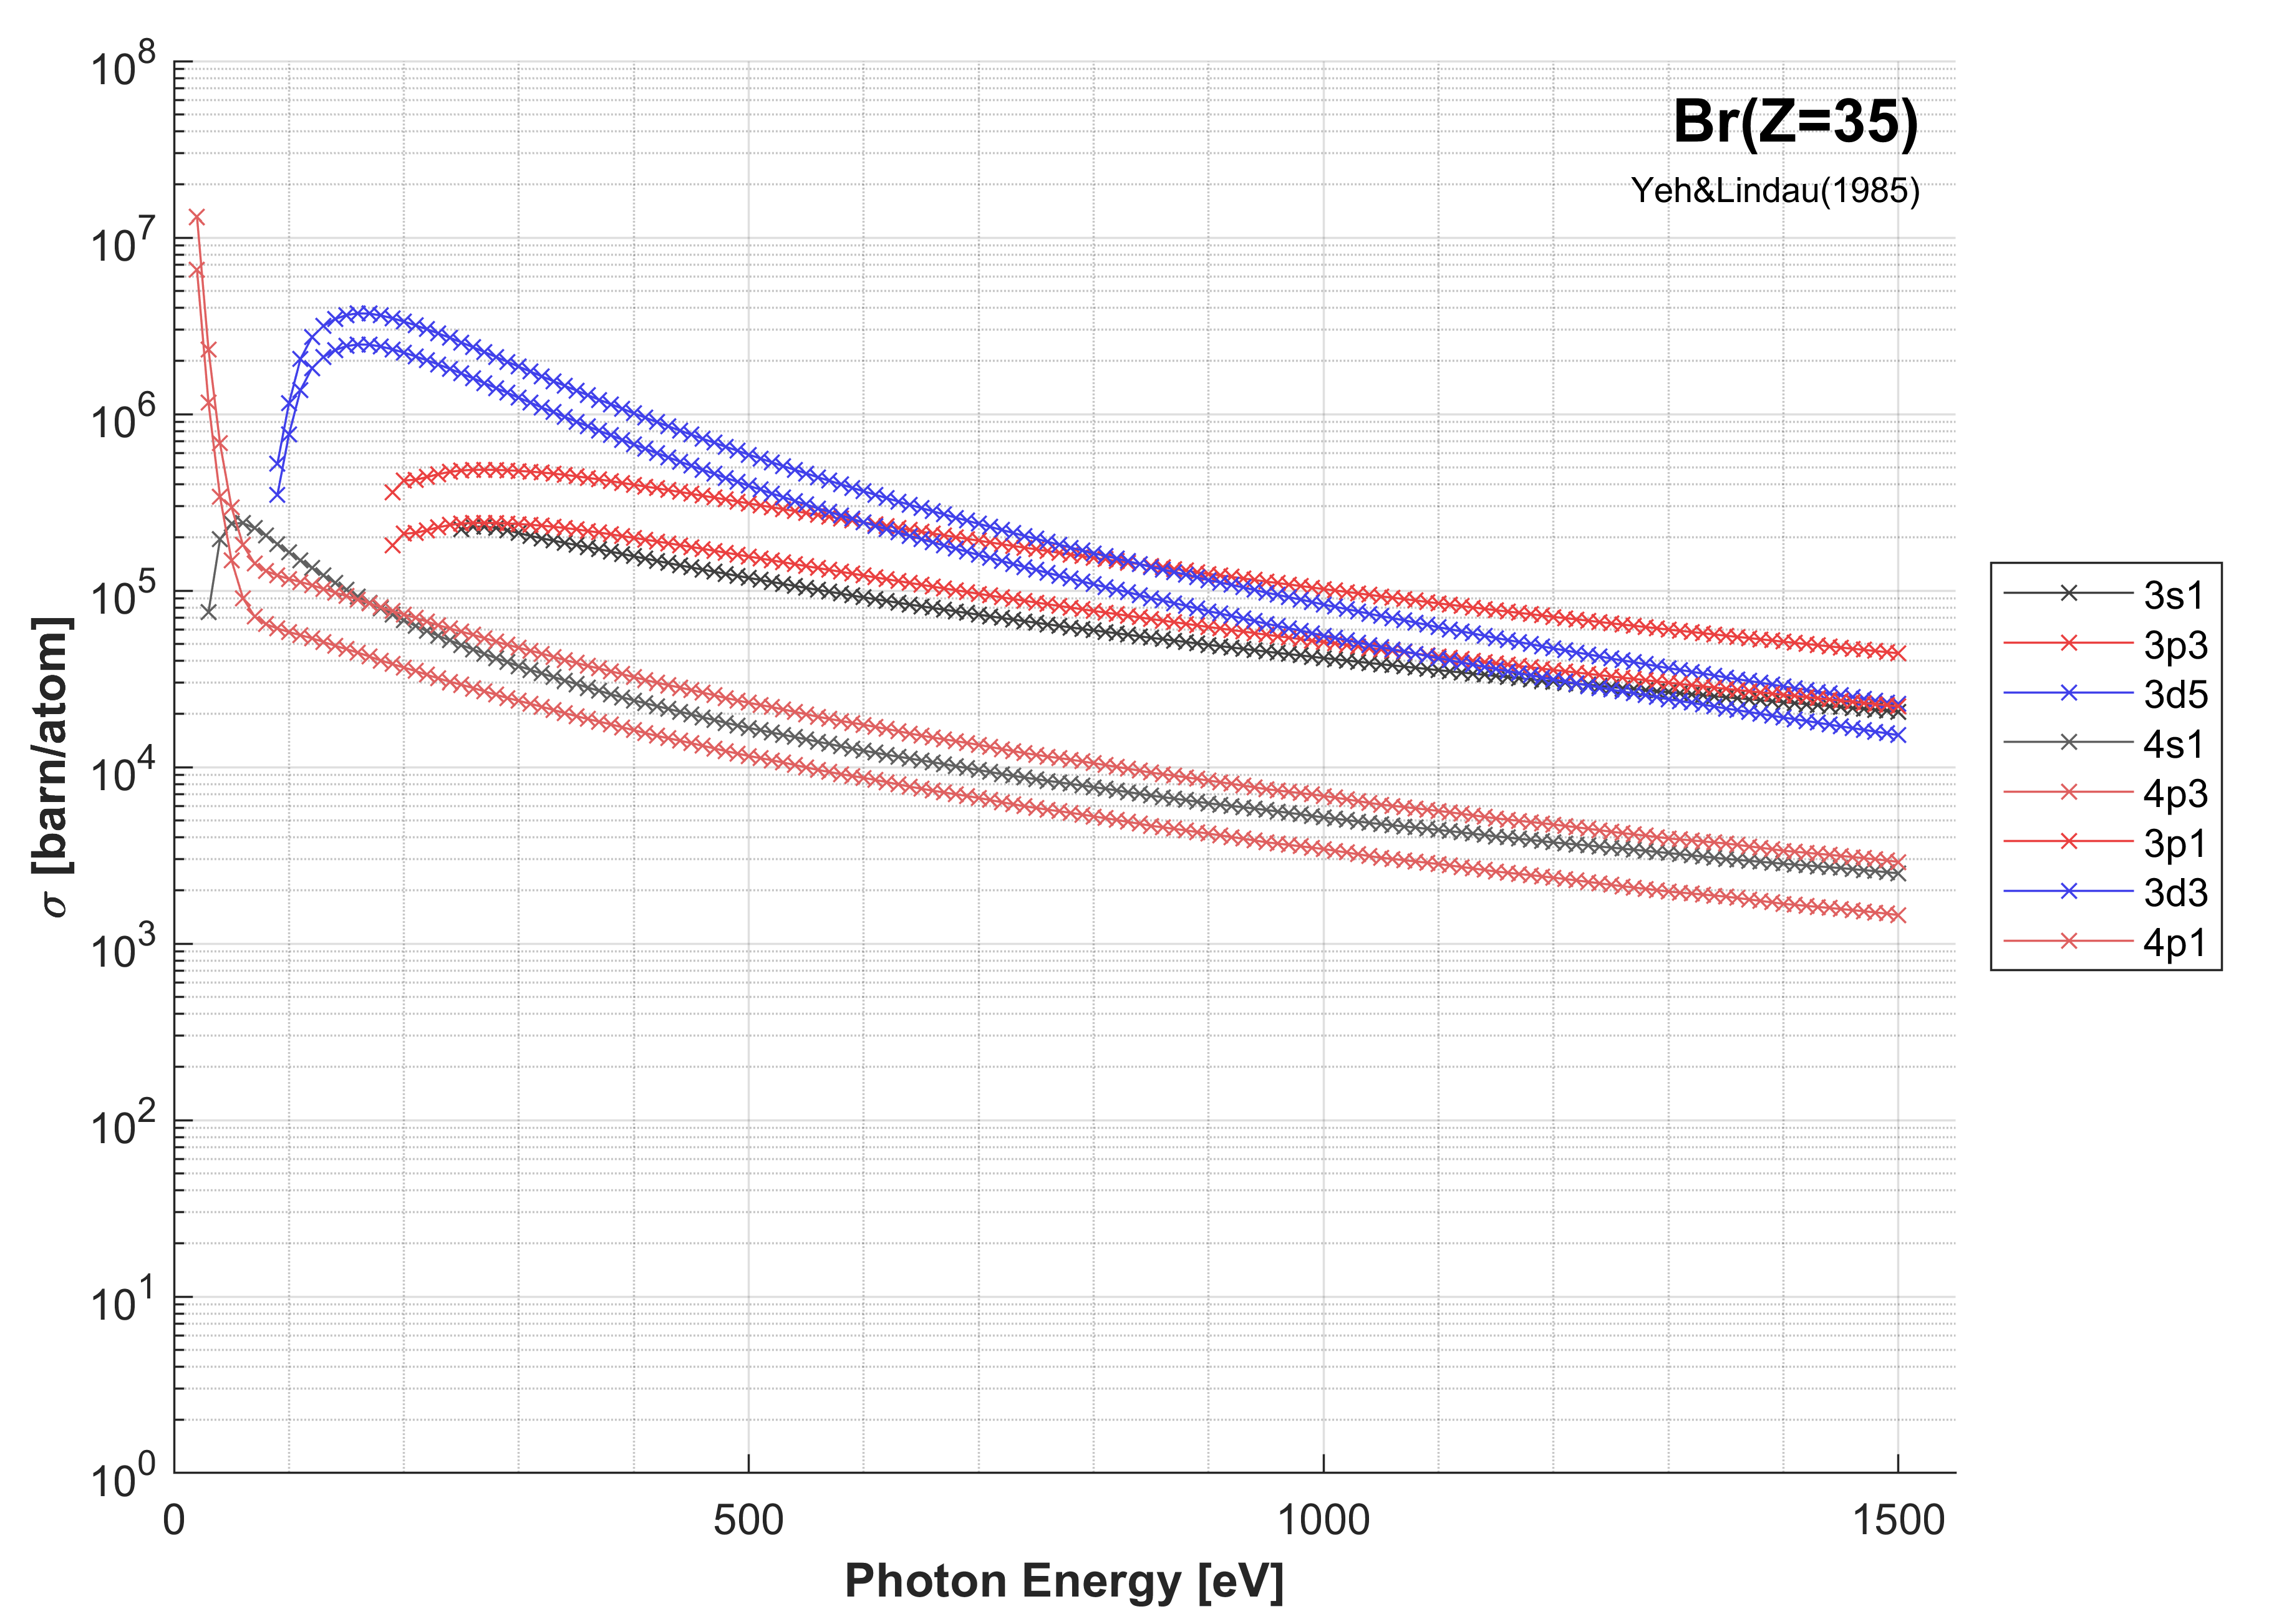 Br(Z=35)
Yeh&Lindau(1985)
10^8
10^7
10^6
10^5
10^4
10^3
10^2
10^1
10^0
σ [barn/atom]
0
500
1000
1500
Photon Energy [eV]
3s1
3p3
3d5
4s1
4p3
3p1
3d3
4p1